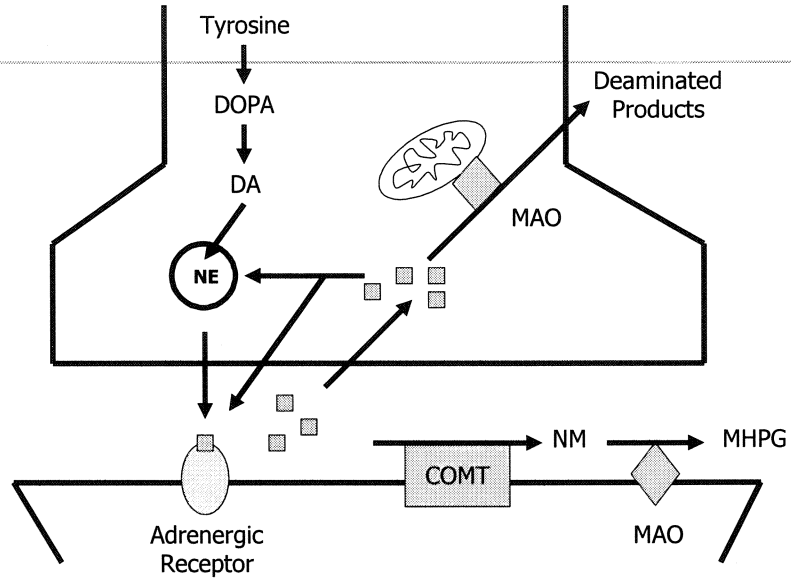 Tyrosine
DOPA
DA
NE
Deaminated
Products
MAO
COMT
NM
MHPG
MAO
Adrenergic
Receptor